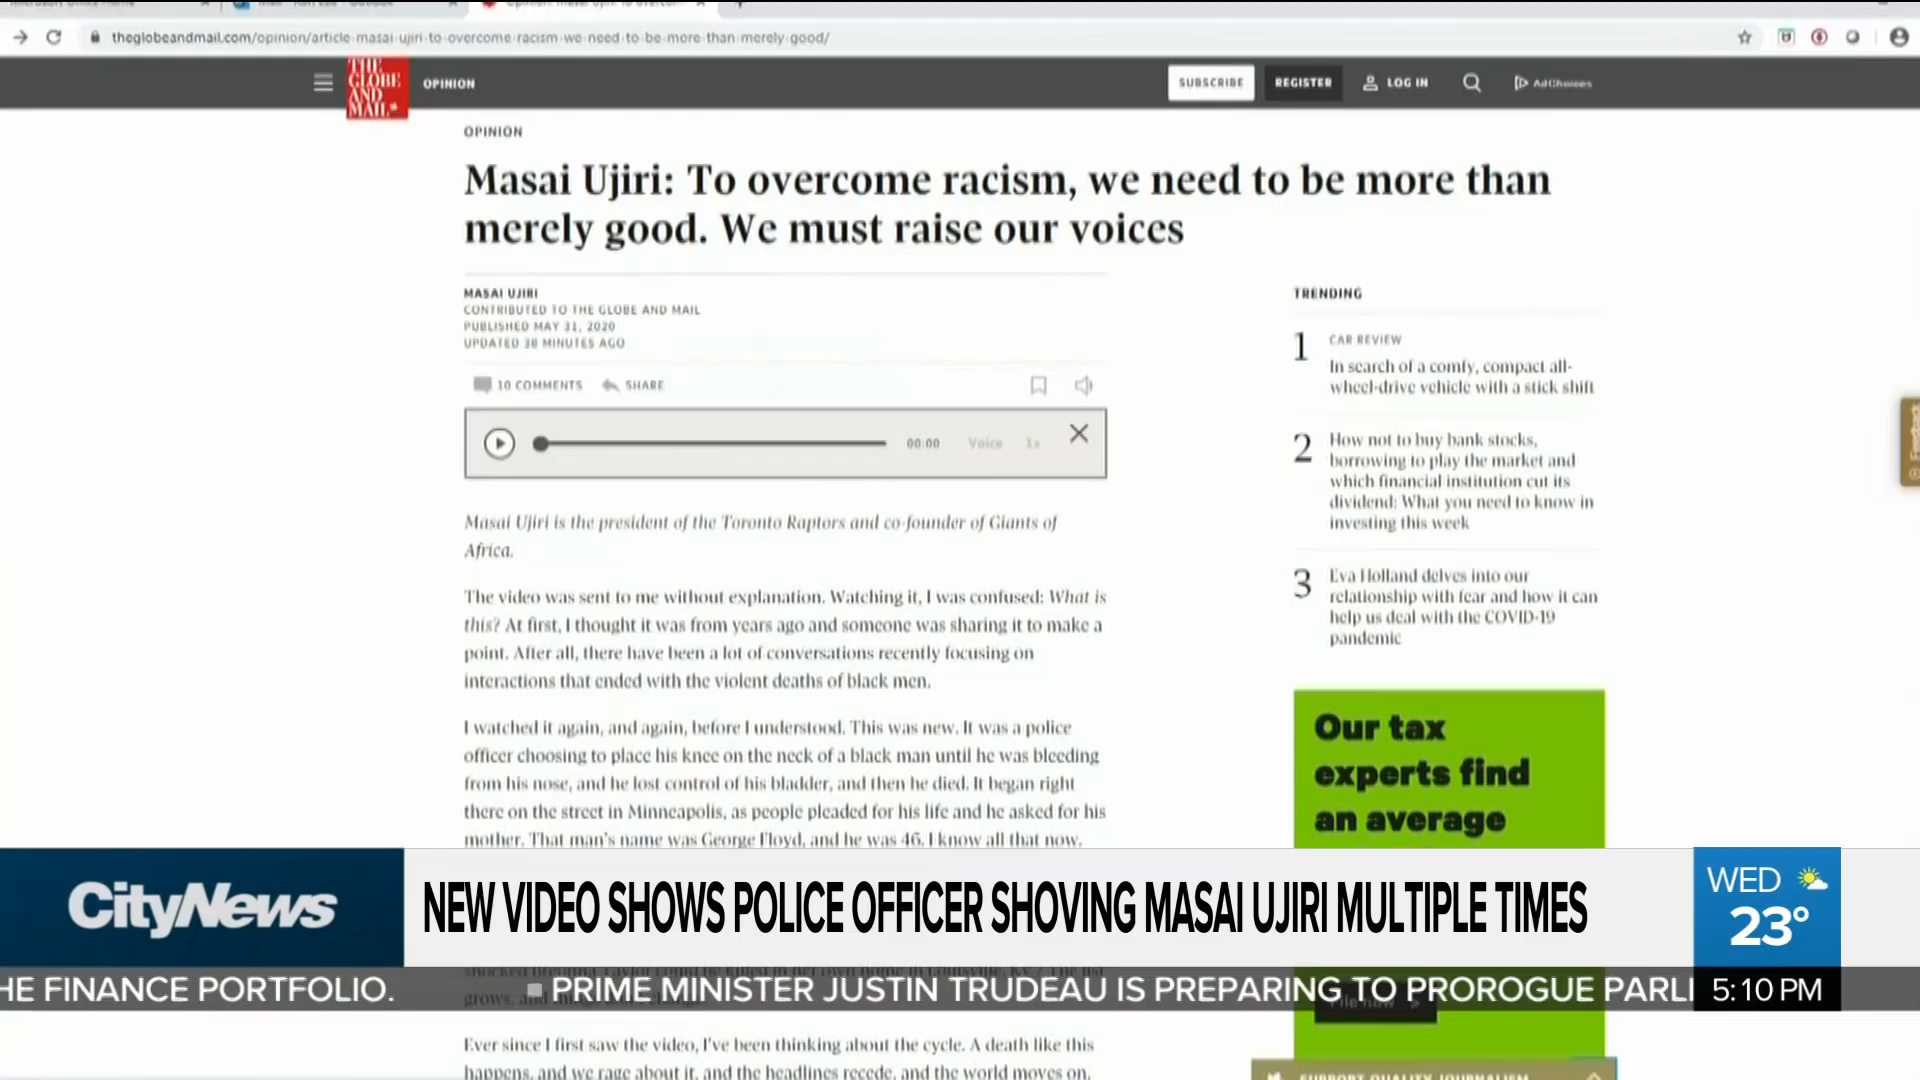 theglobeandmail.com/opinion/article-masai-ujiri-to-overcome-racism-we-need-to-be-more-than-merely-good/
THE
GLOBE
AND
MAIL
OPINION
SUBSCRIBE
REGISTER
LOG IN
AdChoices
OPINION
Masai Ujiri: To overcome racism, we need to be more than
merely good. We must raise our voices
MASAI UJIRI
CONTRIBUTED TO THE GLOBE AND MAIL
PUBLISHED MAY 31, 2020
UPDATED 38 MINUTES AGO
10 COMMENTS
SHARE
00:00
Voice
1x
Masai Ujiri is the president of the Toronto Raptors and co-founder of Giants of
Africa.
The video was sent to me without explanation. Watching it, I was confused: What is
this? At first, I thought it was from years ago and someone was sharing it to make a
point. After all, there have been a lot of conversations recently focusing on
interactions that ended with the violent deaths of black men.
I watched it again, and again, before I understood. This was new. It was a police
officer choosing to place his knee on the neck of a black man until he was bleeding
from his nose, and he lost control of his bladder, and then he died. It began right
there on the street in Minneapolis, as people pleaded for his life and he asked for his
mother. That man's name was George Floyd, and he was 46. I know all that now.
TRENDING
1
CAR REVIEW
In search of a comfy, compact all-
wheel-drive vehicle with a stick shift
2
How not to buy bank stocks,
borrowing to play the market and
which financial institution cut its
dividend: What you need to know in
investing this week
3
Eva Holland delves into our
relationship with fear and how it can
help us deal with the COVID-19
pandemic
Feedback
Our tax
experts find
an average
File now >
CityNews
NEW VIDEO SHOWS POLICE OFFICER SHOVING MASAI UJIRI MULTIPLE TIMES
WED
23°
HE FINANCE PORTFOLIO. PRIME MINISTER JUSTIN TRUDEAU IS PREPARING TO PROROGUE PARLI
5:10 PM
Ever since I first saw the video, I've been thinking about the cycle. A death like this
happens, and we rage about it, and the headlines recede, and the world moves on.
SUPPORT QUALITY JOURNALISM